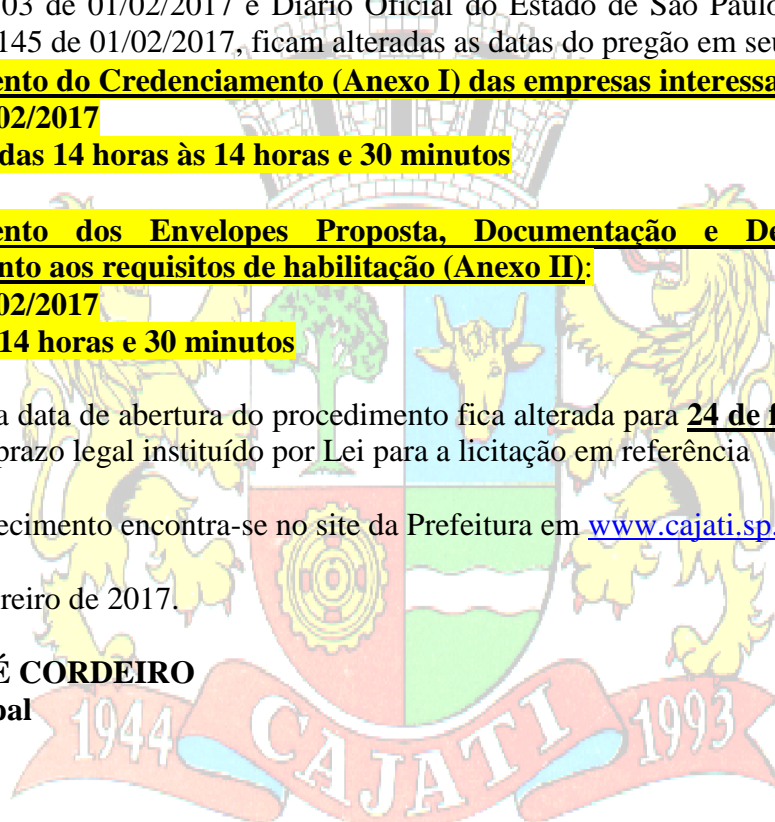 03 de 01/02/2017 e Diário Oficial do Estado de São Paulo
145 de 01/02/2017, ficam alteradas as datas do pregão em seu
ento do Credenciamento (Anexo I) das empresas interessa
02/2017
das 14 horas às 14 horas e 30 minutos
ento dos Envelopes Proposta, Documentação e De
nto aos requisitos de habilitação (Anexo II):
02/2017
14 horas e 30 minutos
a data de abertura do procedimento fica alterada para 24 de f
prazo legal instituído por Lei para a licitação em referência
ecimento encontra-se no site da Prefeitura em www.cajati.sp.
reiro de 2017.
É CORDEIRO
pal
1944 CAJATI 1993